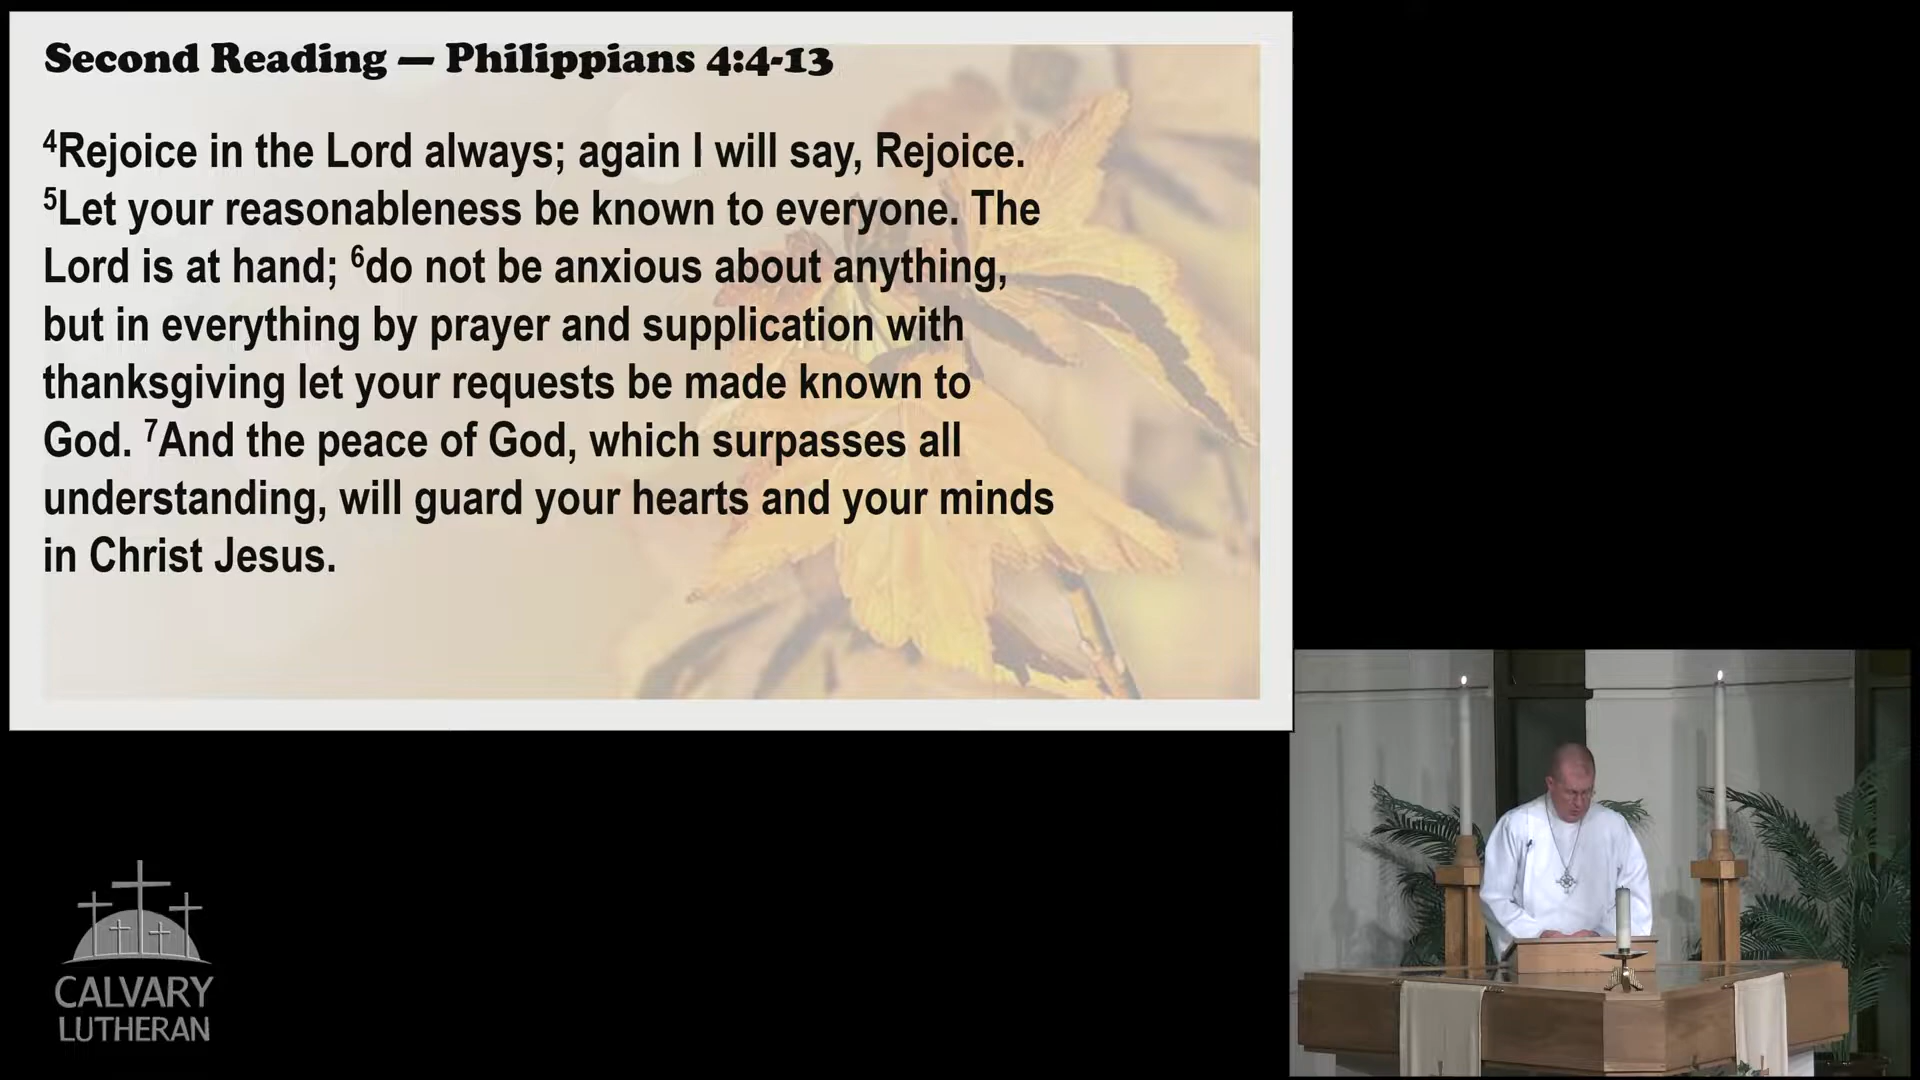 Second Reading — Philippians 4:4-13
⁴Rejoice in the Lord always; again I will say, Rejoice.
⁵Let your reasonableness be known to everyone. The
Lord is at hand; ⁶do not be anxious about anything,
but in everything by prayer and supplication with
thanksgiving let your requests be made known to
God. ⁷And the peace of God, which surpasses all
understanding, will guard your hearts and your minds
in Christ Jesus.
CALVARY
LUTHERAN